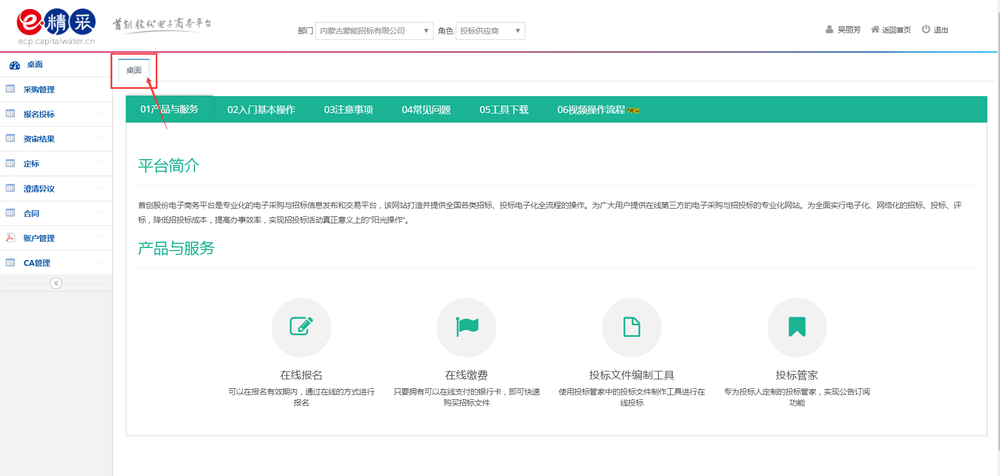 e精采
ecp.capitalwater.cn
首创股份电子商务平台
部门 内蒙古蒙能招标有限公司 ▼ 角色 投标供应商 ▼
吴丽芳 返回首页 退出
桌面
采购管理
报名投标
资审结果
定标
澄清异议
合同
账户管理
CA管理
桌面
01产品与服务 02入门基本操作 03注意事项 04常见问题 05工具下载 06视频操作流程 NEW
平台简介
首创股份电子商务平台是专业化的电子采购与招标信息发布和交易平台，该网站打造并提供全国各类招标、投标电子化全流程的操作。为广大用户提供在线第三方的电子采购与招投标的专业化网站。为全面实行电子化、网络化的招标、投标、评
标，降低招投标成本，提高办事效率，实现招投标活动真正意义上的“阳光操作”。
产品与服务
在线报名
可以在报名有效期内，通过在线的方式进行
报名
在线缴费
只要拥有可以在线支付的银行卡，即可快速
购买招标文件
投标文件编制工具
使用投标管家中的投标文件制作工具进行在
线投标
投标管家
专为投标人定制的投标管家，实现公告订阅
功能